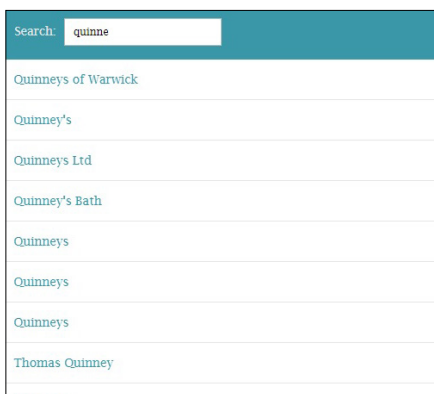 Search: quinne
Quinneys of Warwick
Quinney's
Quinneys Ltd
Quinney's Bath
Quinneys
Quinneys
Quinneys
Thomas Quinney